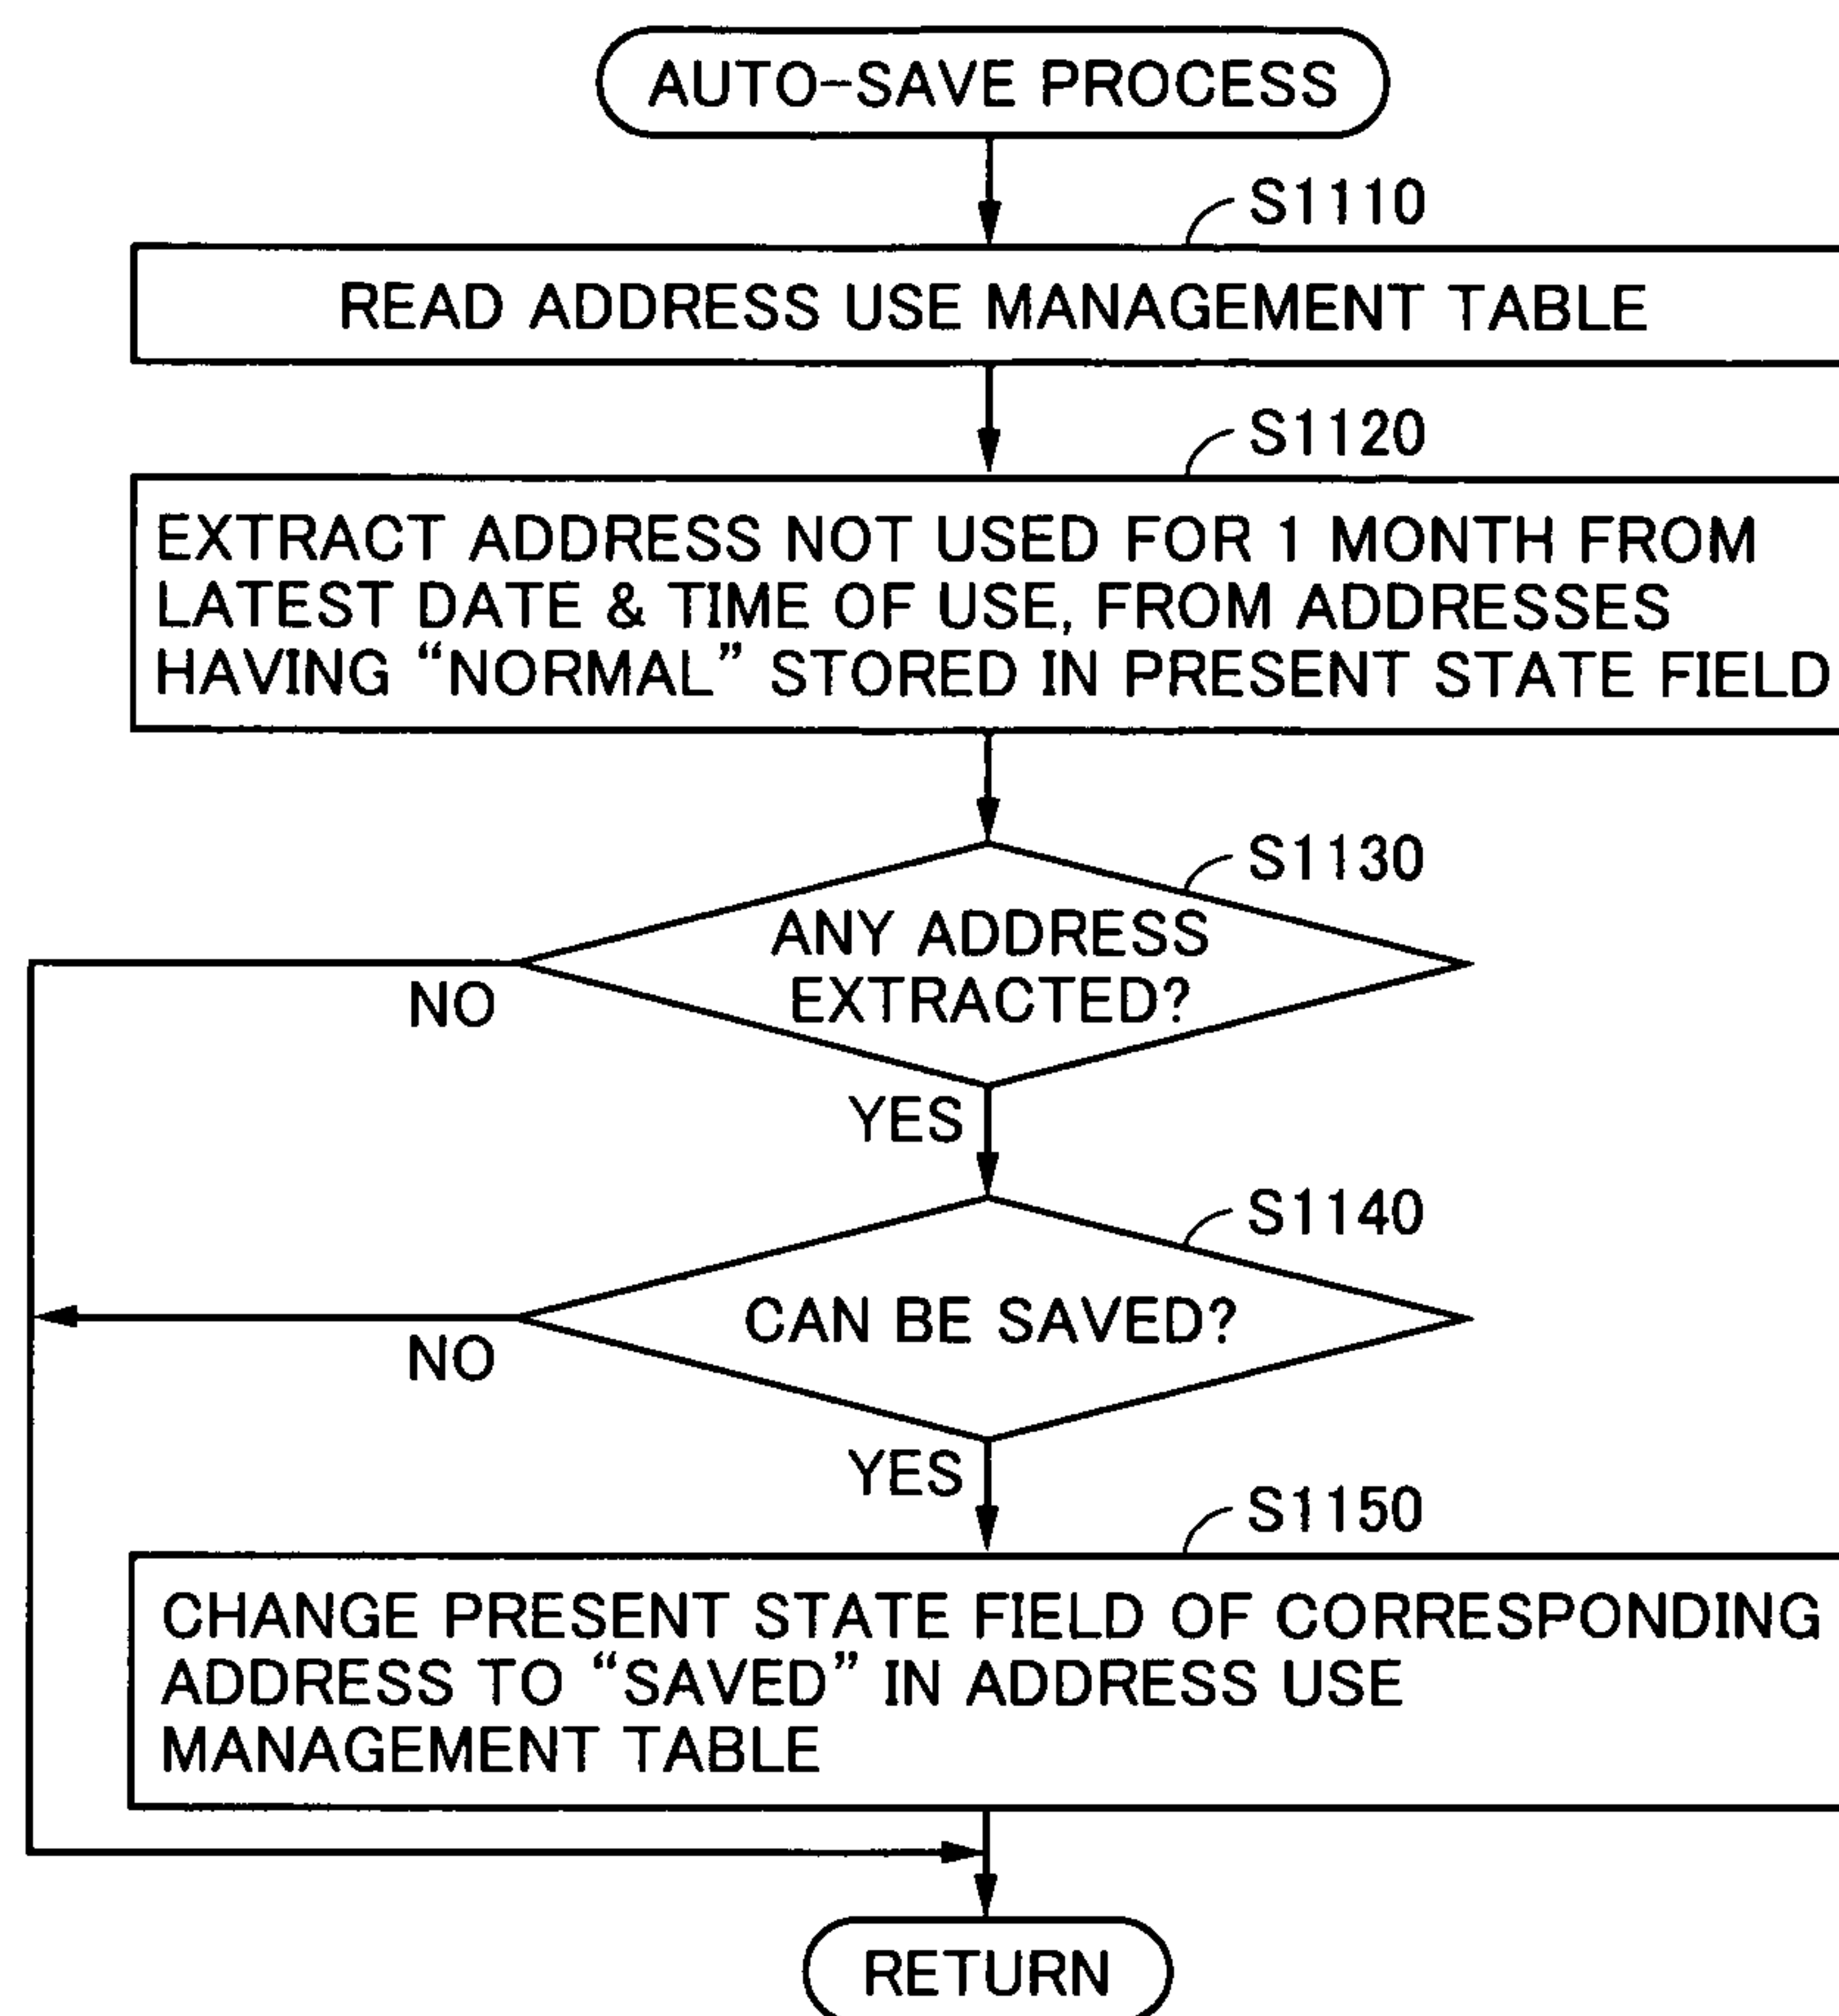 AUTO-SAVE PROCESS
S1110
READ ADDRESS USE MANAGEMENT TABLE
S1120
EXTRACT ADDRESS NOT USED FOR 1 MONTH FROM
LATEST DATE & TIME OF USE, FROM ADDRESSES
HAVING “NORMAL” STORED IN PRESENT STATE FIELD
S1130
ANY ADDRESS
EXTRACTED?
NO
YES
S1140
CAN BE SAVED?
NO
YES
S1150
CHANGE PRESENT STATE FIELD OF CORRESPONDING
ADDRESS TO “SAVED” IN ADDRESS USE
MANAGEMENT TABLE
RETURN